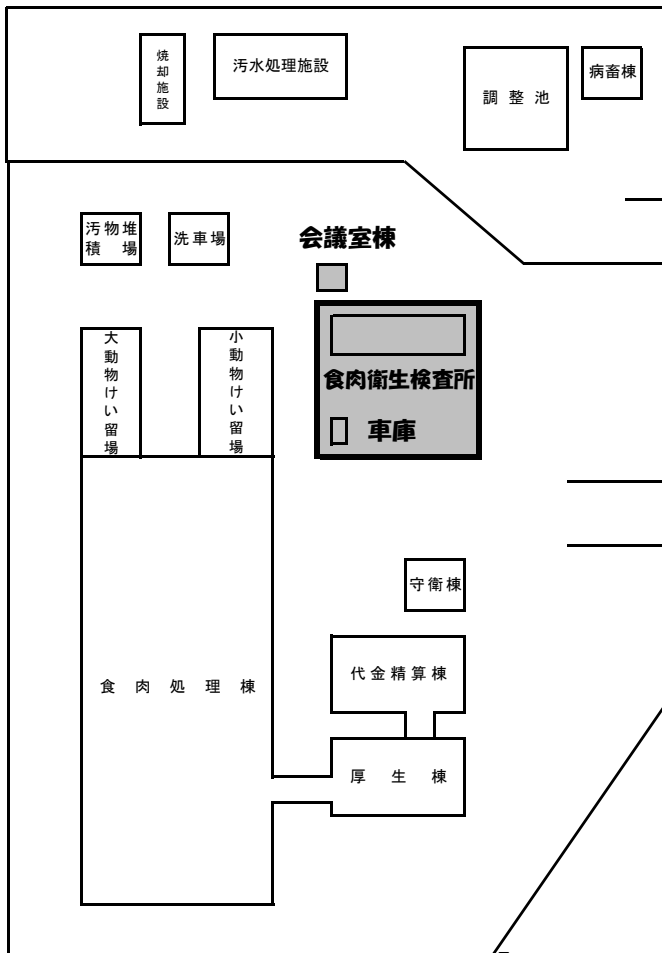 焼却施設
汚水処理施設
調整池
病畜棟
汚物堆
積場
洗車場
会議室棟
大動物けい留場
小動物けい留場
食肉衛生検査所
車庫
守衛棟
食肉処理棟
代金精算棟
厚生棟